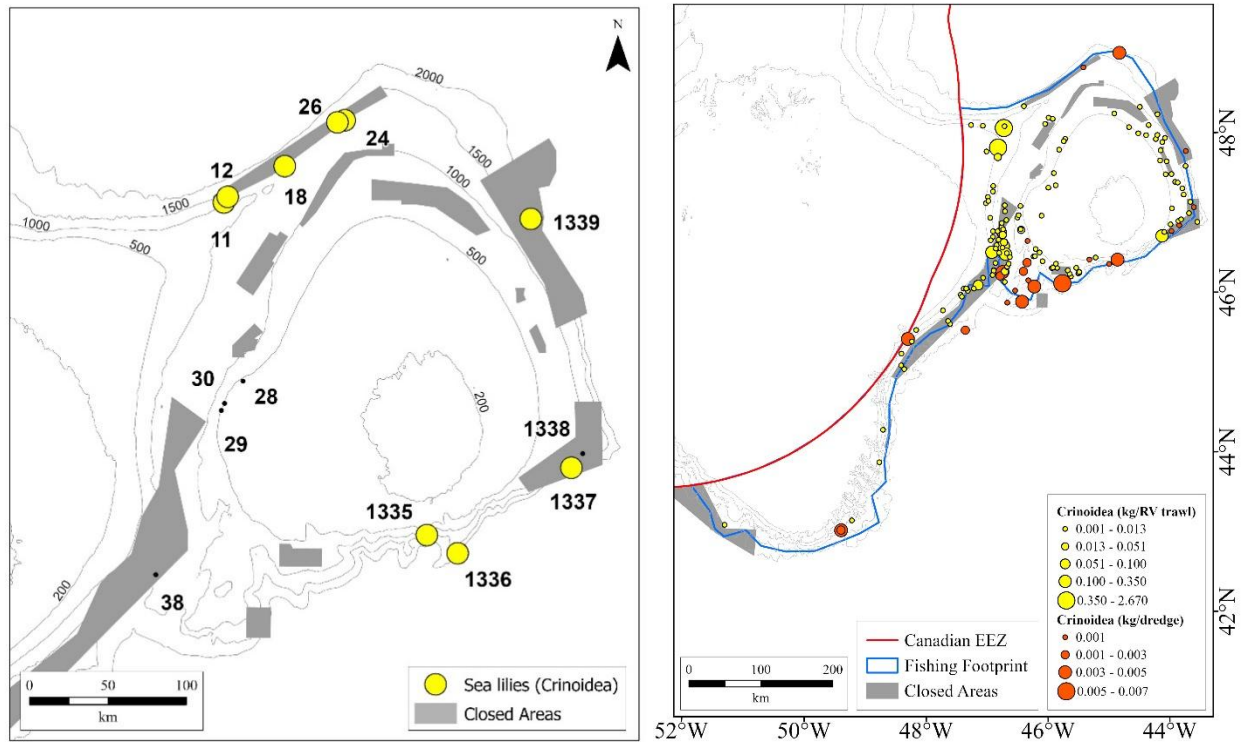 N
2000
26
1500
24
12
18
1000
1500
1000
11
1339
500
500
30
28
200
1338
29
1337
1335
1336
200
38
0 50 100
km
Sea lilies (Crinoidea)
Closed Areas
48°N
46°N
44°N
42°N
Crinoidea (kg/RV trawl)
0.001 - 0.013
0.013 - 0.051
0.051 - 0.100
0.100 - 0.350
0.350 - 2.670
Crinoidea (kg/dredge)
0.001
0.001 - 0.003
0.003 - 0.005
0.005 - 0.007
Canadian EEZ
Fishing Footprint
Closed Areas
0 100 200
km
52°W 50°W 48°W 46°W 44°W